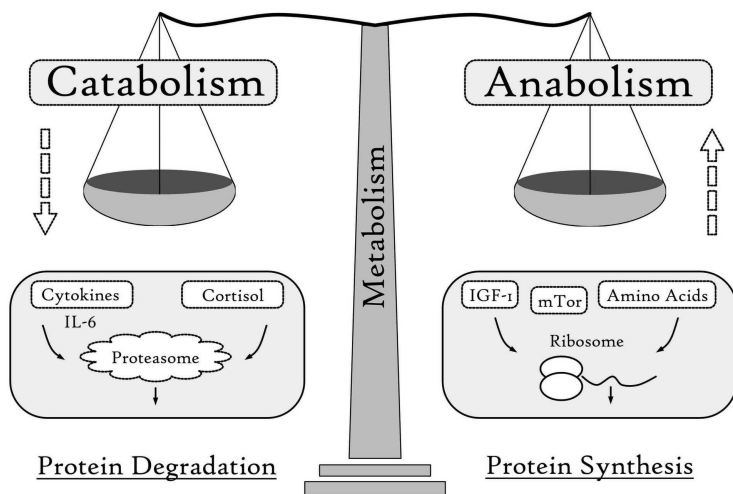 Catabolism
Anabolism
Metabolism
Cytokines
Cortisol
IL-6
Proteasome
IGF-1
mTor
Amino Acids
Ribosome
Protein Degradation
Protein Synthesis